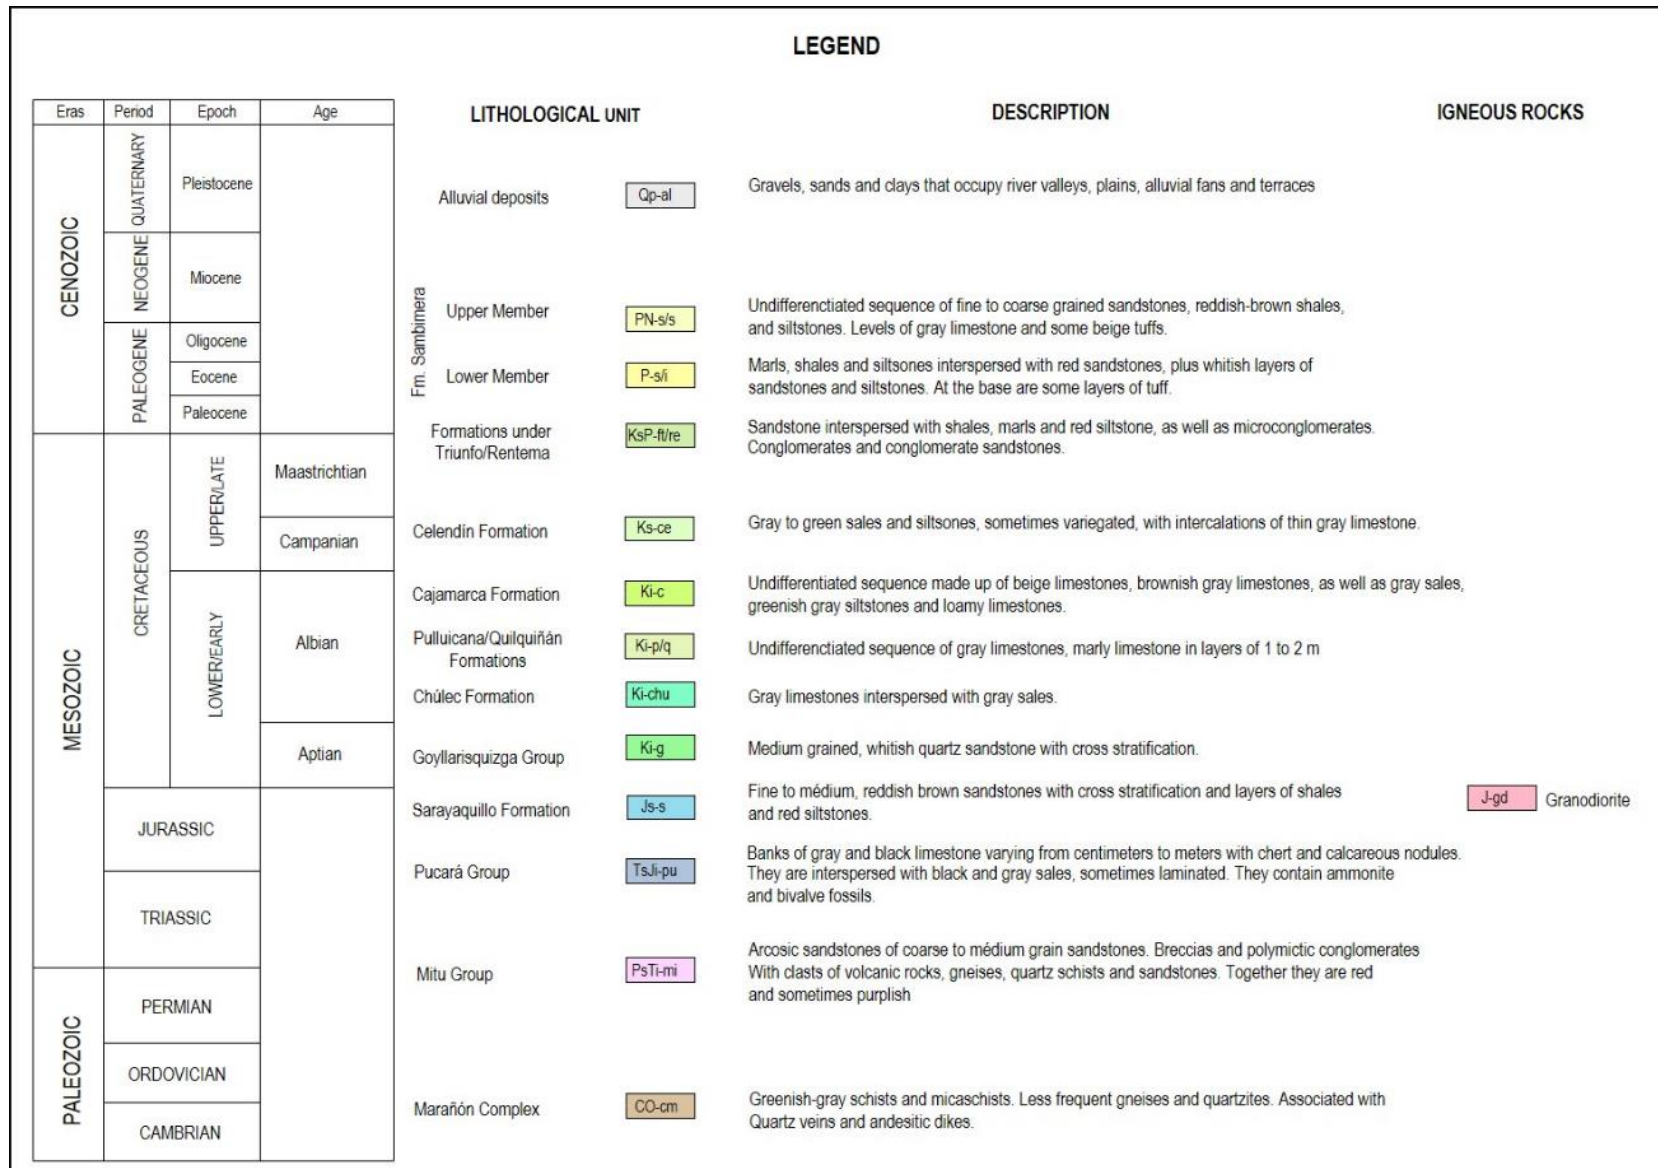 LEGEND
Eras Period Epoch Age
LITHOLOGICAL UNIT DESCRIPTION IGNEOUS ROCKS
CENOZOIC
QUATERNARY
Pleistocene
NEOGENE
Miocene
PALEOGENE
Oligocene
Eocene
Paleocene
MESOZOIC
CRETACEOUS
UPPER/LATE
Maastrichtian
Campanian
LOWER/EARLY
Albian
Aptian
JURASSIC
TRIASSIC
PALEOZOIC
PERMIAN
ORDOVICIAN
CAMBRIAN
Alluvial deposits Qp-al Gravels, sands and clays that occupy river valleys, plains, alluvial fans and terraces
Fm. Sambimera
Upper Member PN-s/s Undifferenctiated sequence of fine to coarse grained sandstones, reddish-brown shales,
and siltstones. Levels of gray limestone and some beige tuffs.
Lower Member P-s/i Marls, shales and siltsones interspersed with red sandstones, plus whitish layers of
sandstones and siltstones. At the base are some layers of tuff.
Formations under KsP-ft/re Sandstone interspersed with shales, marls and red siltstone, as well as microconglomerates.
Triunfo/Rentema Conglomerates and conglomerate sandstones.
Celendín Formation Ks-ce Gray to green sales and siltsones, sometimes variegated, with intercalations of thin gray limestone.
Cajamarca Formation Ki-c Undifferentiated sequence made up of beige limestones, brownish gray limestones, as well as gray sales,
greenish gray siltstones and loamy limestones.
Pulluicana/Quilquiñán Ki-p/q Undifferenctiated sequence of gray limestones, marly limestone in layers of 1 to 2 m
Formations
Chúlec Formation Ki-chu Gray limestones interspersed with gray sales.
Goyllarisquizga Group Ki-g Medium grained, whitish quartz sandstone with cross stratification.
Sarayaquillo Formation Js-s Fine to médium, reddish brown sandstones with cross stratification and layers of shales
and red siltstones.
J-gd Granodiorite
Pucará Group TsJi-pu Banks of gray and black limestone varying from centimeters to meters with chert and calcareous nodules.
They are interspersed with black and gray sales, sometimes laminated. They contain ammonite
and bivalve fossils.
Mitu Group PsTi-mi Arcosic sandstones of coarse to médium grain sandstones. Breccias and polymictic conglomerates
With clasts of volcanic rocks, gneises, quartz schists and sandstones. Together they are red
and sometimes purplish
Marañón Complex CO-cm Greenish-gray schists and micaschists. Less frequent gneises and quartzites. Associated with
Quartz veins and andesitic dikes.